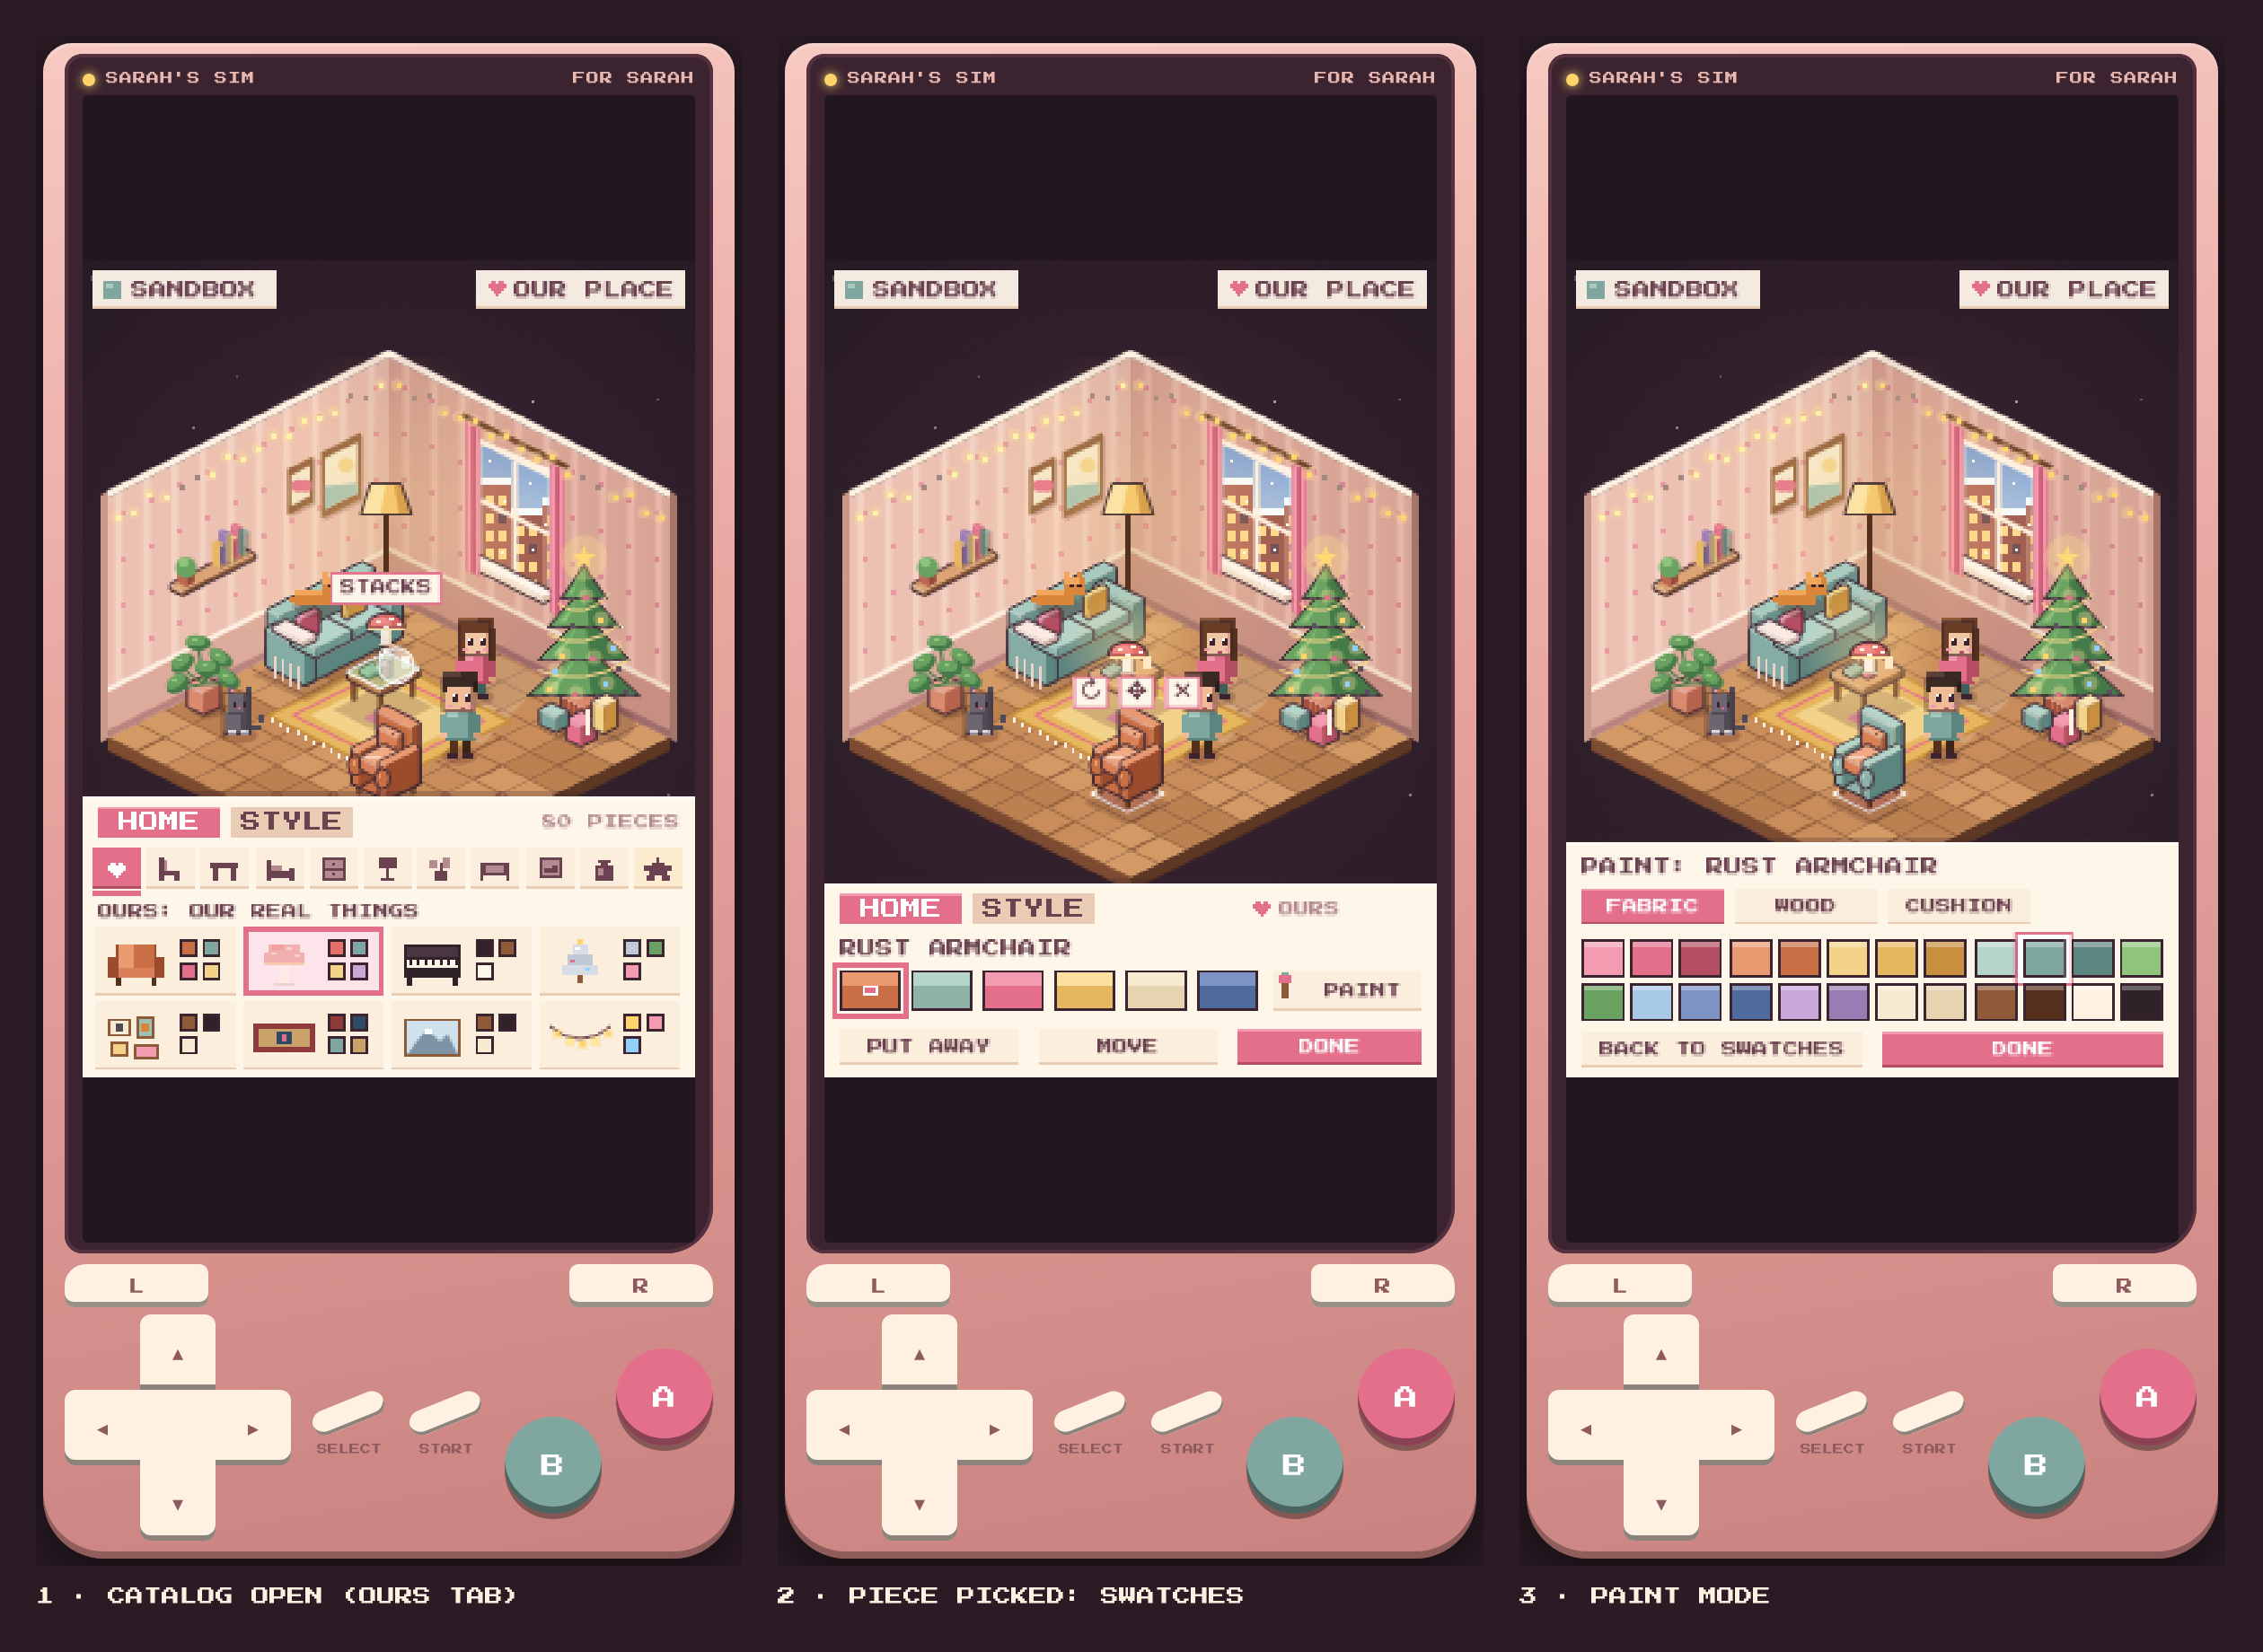 SARAH'S SIM FOR SARAH
SANDBOX OUR PLACE
STACKS
HOME STYLE 80 PIECES
OURS: OUR REAL THINGS
L R
A
B
SELECT START
1 · CATALOG OPEN (OURS TAB)
SARAH'S SIM FOR SARAH
SANDBOX OUR PLACE
HOME STYLE OURS
RUST ARMCHAIR
PAINT
PUT AWAY MOVE DONE
L R
A
B
SELECT START
2 · PIECE PICKED: SWATCHES
SARAH'S SIM FOR SARAH
SANDBOX OUR PLACE
PAINT: RUST ARMCHAIR
FABRIC WOOD CUSHION
BACK TO SWATCHES DONE
L R
A
B
SELECT START
3 · PAINT MODE